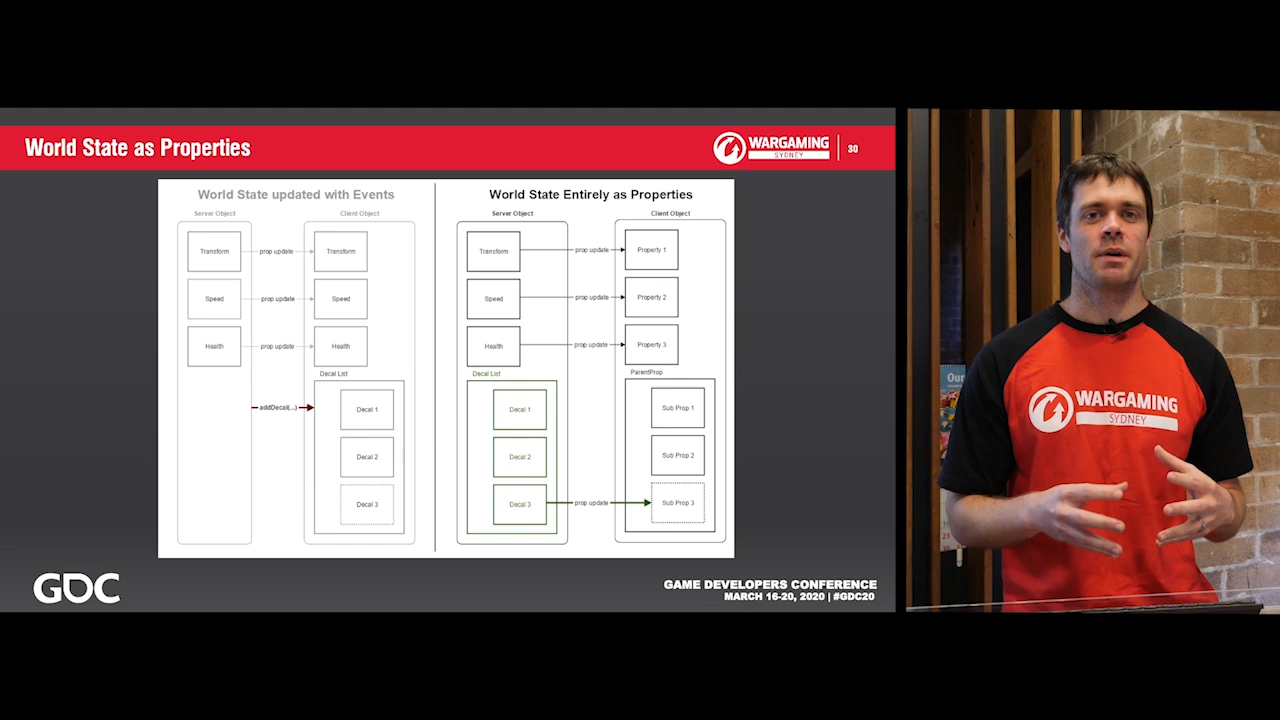 World State as Properties
WARGAMING
SYDNEY
30
World State updated with Events
World State Entirely as Properties
Server Object
Client Object
Server Object
Client Object
Transform
prop update
Transform
Transform
prop update
Property 1
Speed
prop update
Speed
Speed
prop update
Property 2
Health
prop update
Health
Health
prop update
Property 3
Decal List
Decal List
ParentProp
addDecal(...)
Decal 1
Decal 1
Sub Prop 1
Decal 2
Decal 2
Sub Prop 2
Decal 3
Decal 3
prop update
Sub Prop 3
GDC
GAME DEVELOPERS CONFERENCE
MARCH 16-20, 2020 | #GDC20
Our
WARGAMING
SYDNEY
23